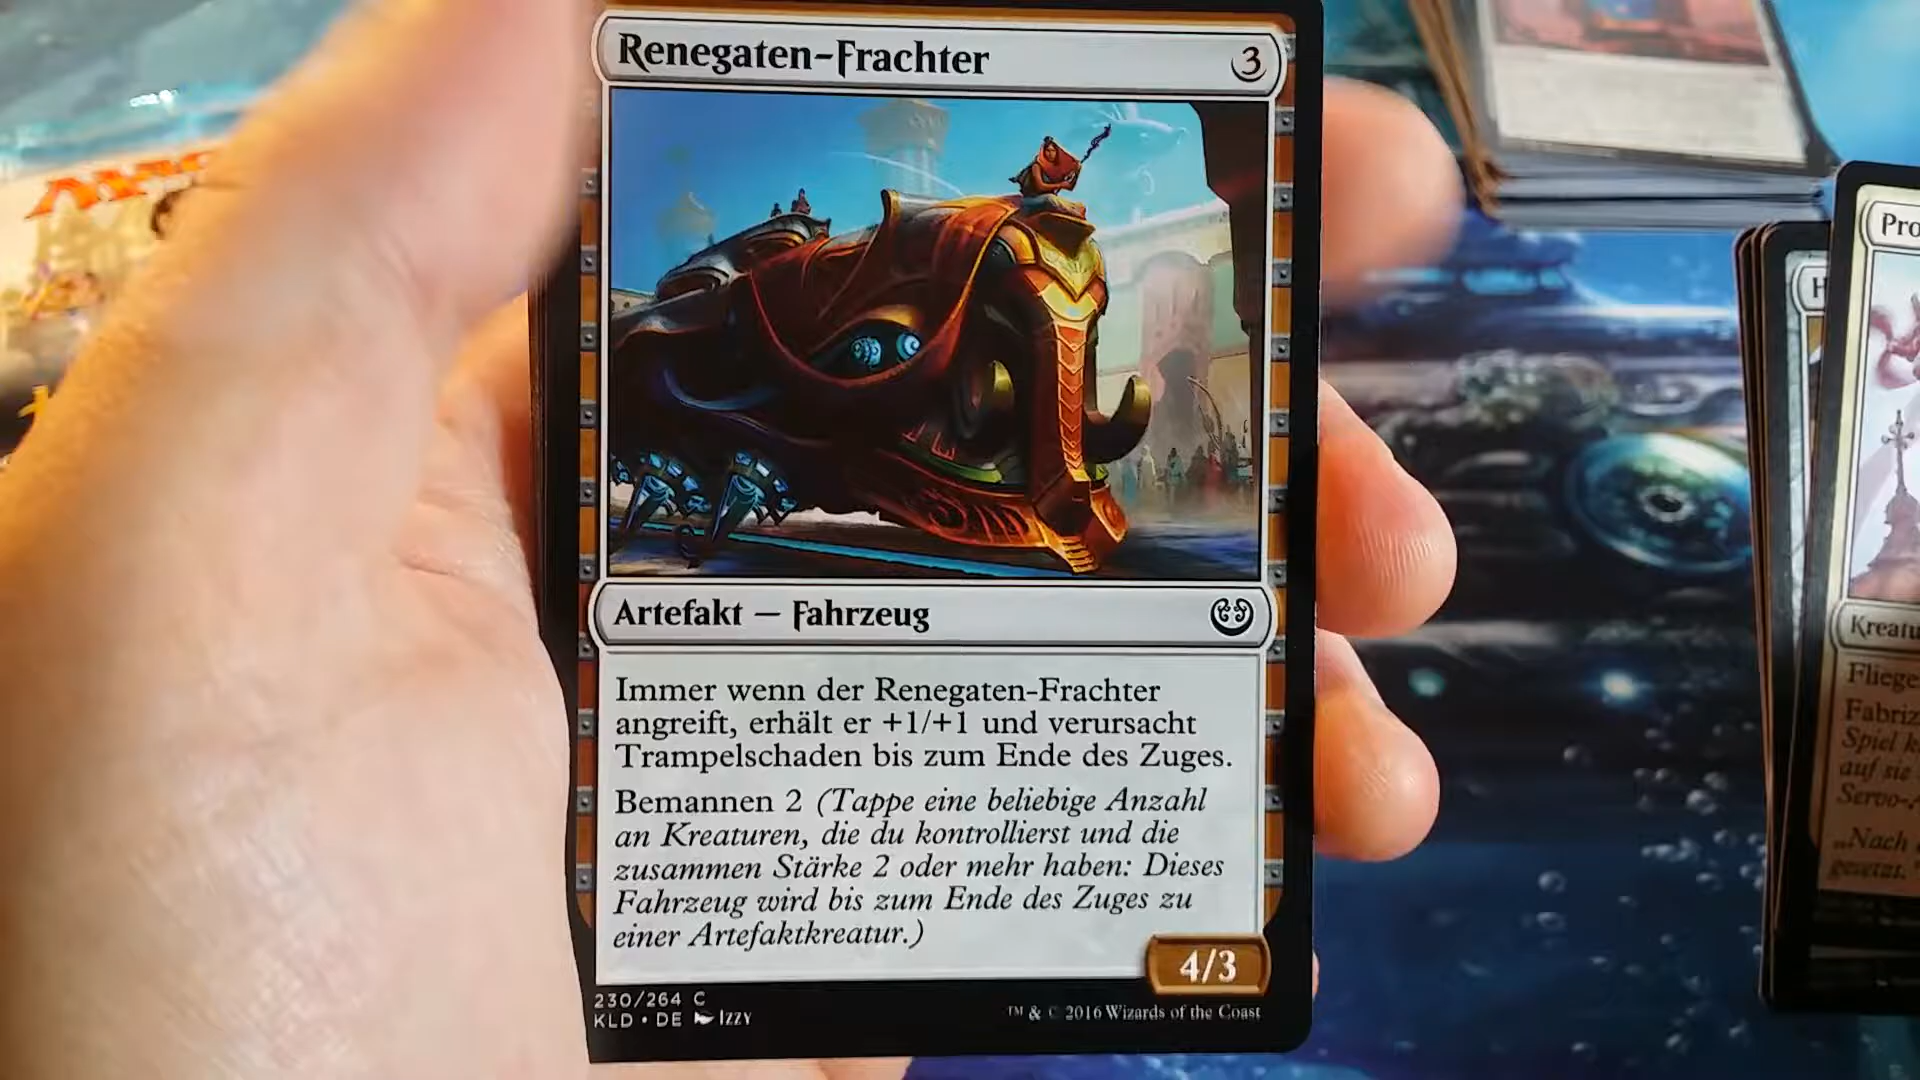 Renegaten-Frachter
3
Artefakt — Fahrzeug
Immer wenn der Renegaten-Frachter
angreift, erhält er +1/+1 und verursacht
Trampelschaden bis zum Ende des Zuges.
Bemannen 2 (Tappe eine beliebige Anzahl
an Kreaturen, die du kontrollierst und die
zusammen Stärke 2 oder mehr haben: Dieses
Fahrzeug wird bis zum Ende des Zuges zu
einer Artefaktkreatur.)
4/3
230/264 C
KLD • DE Izzy
™ & © 2016 Wizards of the Coast
H
Pro
Kreatu
Fliege
Fabriz
Spiel k
auf sie
Servo-
„Nach
gesetzt.